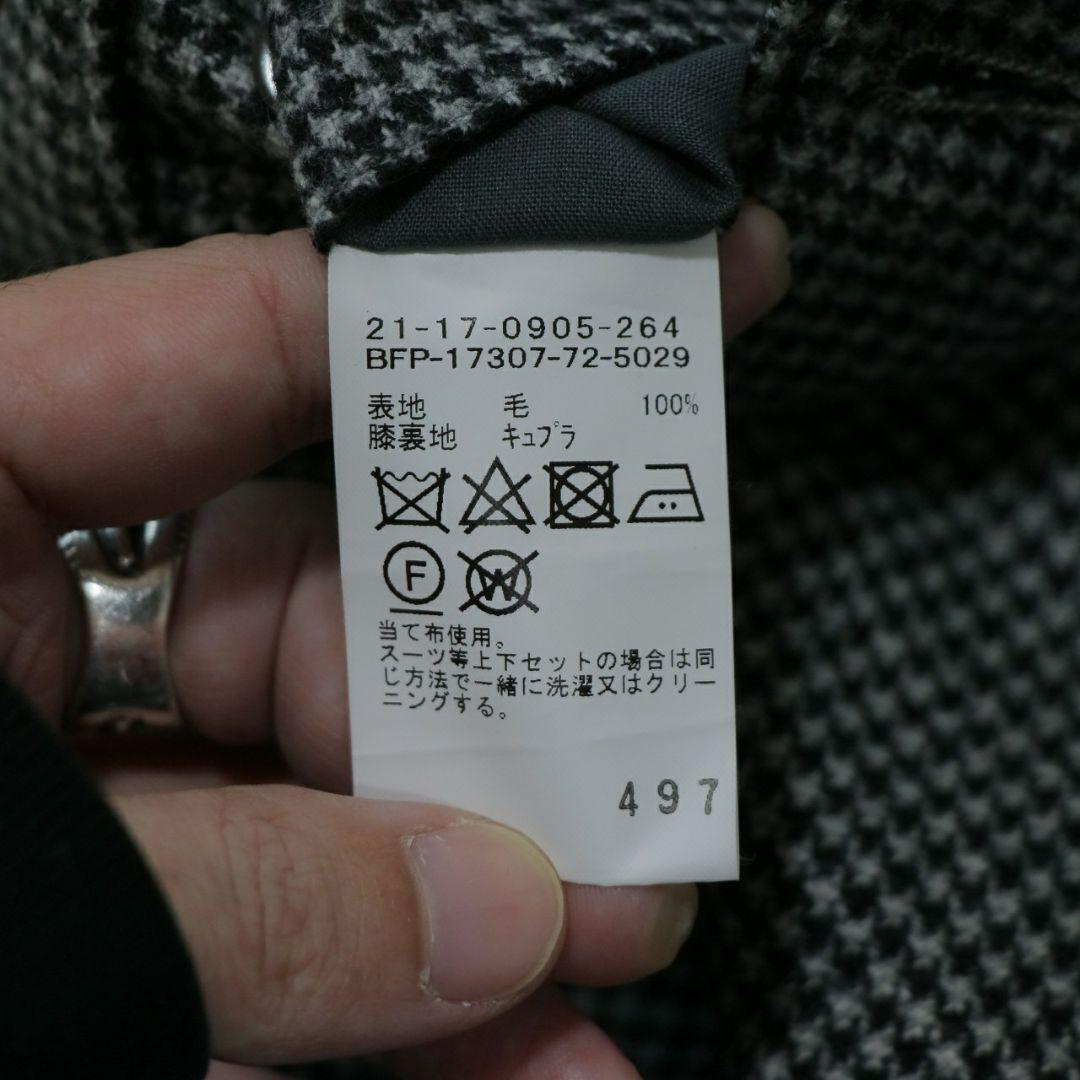 21-17-0905-264
BFP-17307-72-5029
表地 毛 100%
膝裏地 キュプラ
F
W
当て布使用。
スーツ等上下セットの場合は同
じ方法で一緒に洗濯又はクリー
ニングする。
497